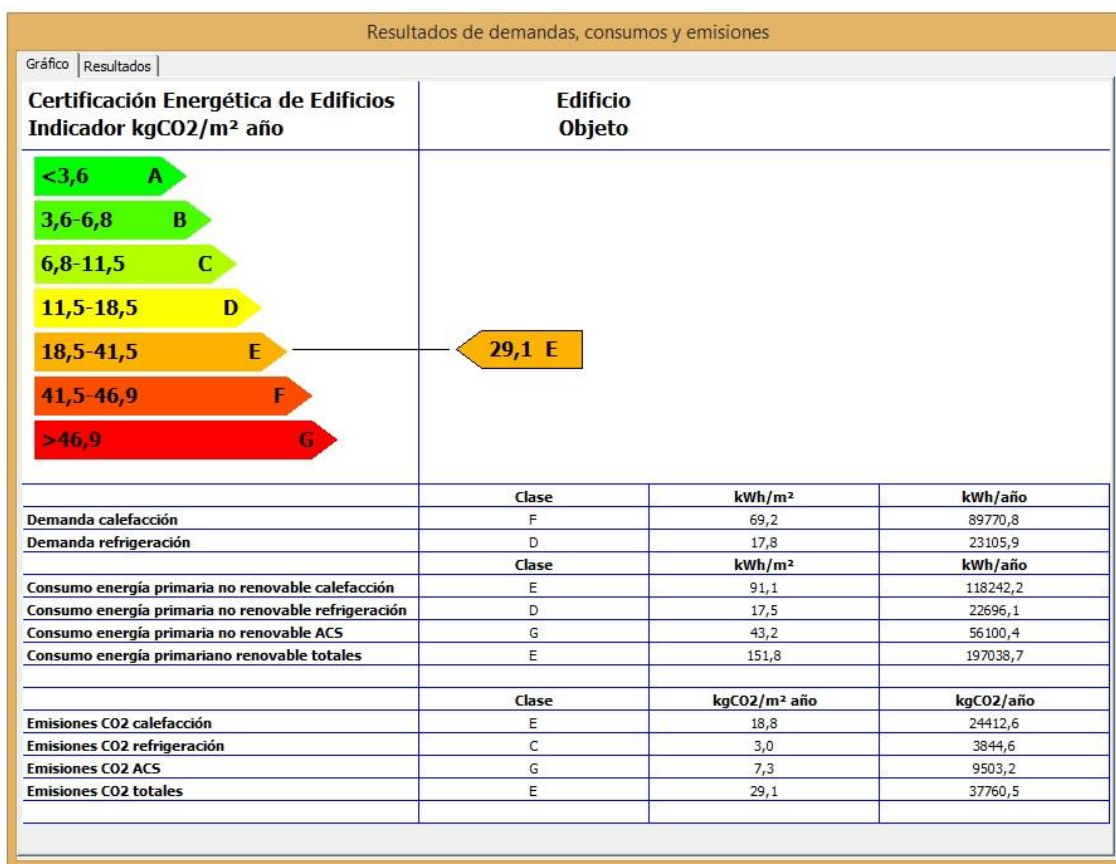 Resultados de demandas, consumos y emisiones
Gráfico Resultados
Certificación Energética de Edificios
Indicador kgCO2/m² año
Edificio
Objeto
<3,6 A
3,6-6,8 B
6,8-11,5 C
11,5-18,5 D
18,5-41,5 E
29,1 E
41,5-46,9 F
>46,9 G
Clase kWh/m² kWh/año
Demanda calefacción F 69,2 89770,8
Demanda refrigeración D 17,8 23105,9
Clase kWh/m² kWh/año
Consumo energía primaria no renovable calefacción E 91,1 118242,2
Consumo energía primaria no renovable refrigeración D 17,5 22696,1
Consumo energía primaria no renovable ACS G 43,2 56100,4
Consumo energía primariano renovable totales E 151,8 197038,7
Clase kgCO2/m² año kgCO2/año
Emisiones CO2 calefacción E 18,8 24412,6
Emisiones CO2 refrigeración C 3,0 3844,6
Emisiones CO2 ACS G 7,3 9503,2
Emisiones CO2 totales E 29,1 37760,5